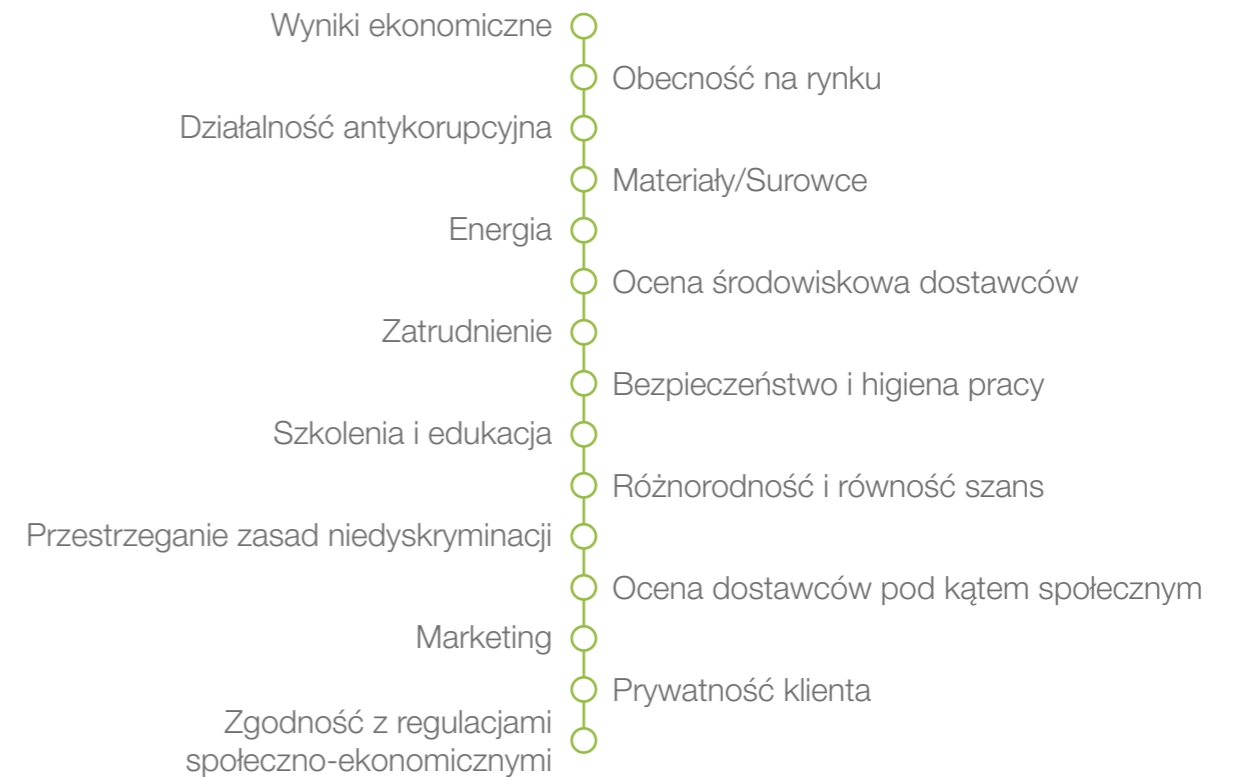 Wyniki ekonomiczne
Obecność na rynku
Działalność antykorupcyjna
Materiały/Surowce
Energia
Ocena środowiskowa dostawców
Zatrudnienie
Bezpieczeństwo i higiena pracy
Szkolenia i edukacja
Różnorodność i równość szans
Przestrzeganie zasad niedyskryminacji
Ocena dostawców pod kątem społecznym
Marketing
Prywatność klienta
Zgodność z regulacjami
społeczno-ekonomicznymi